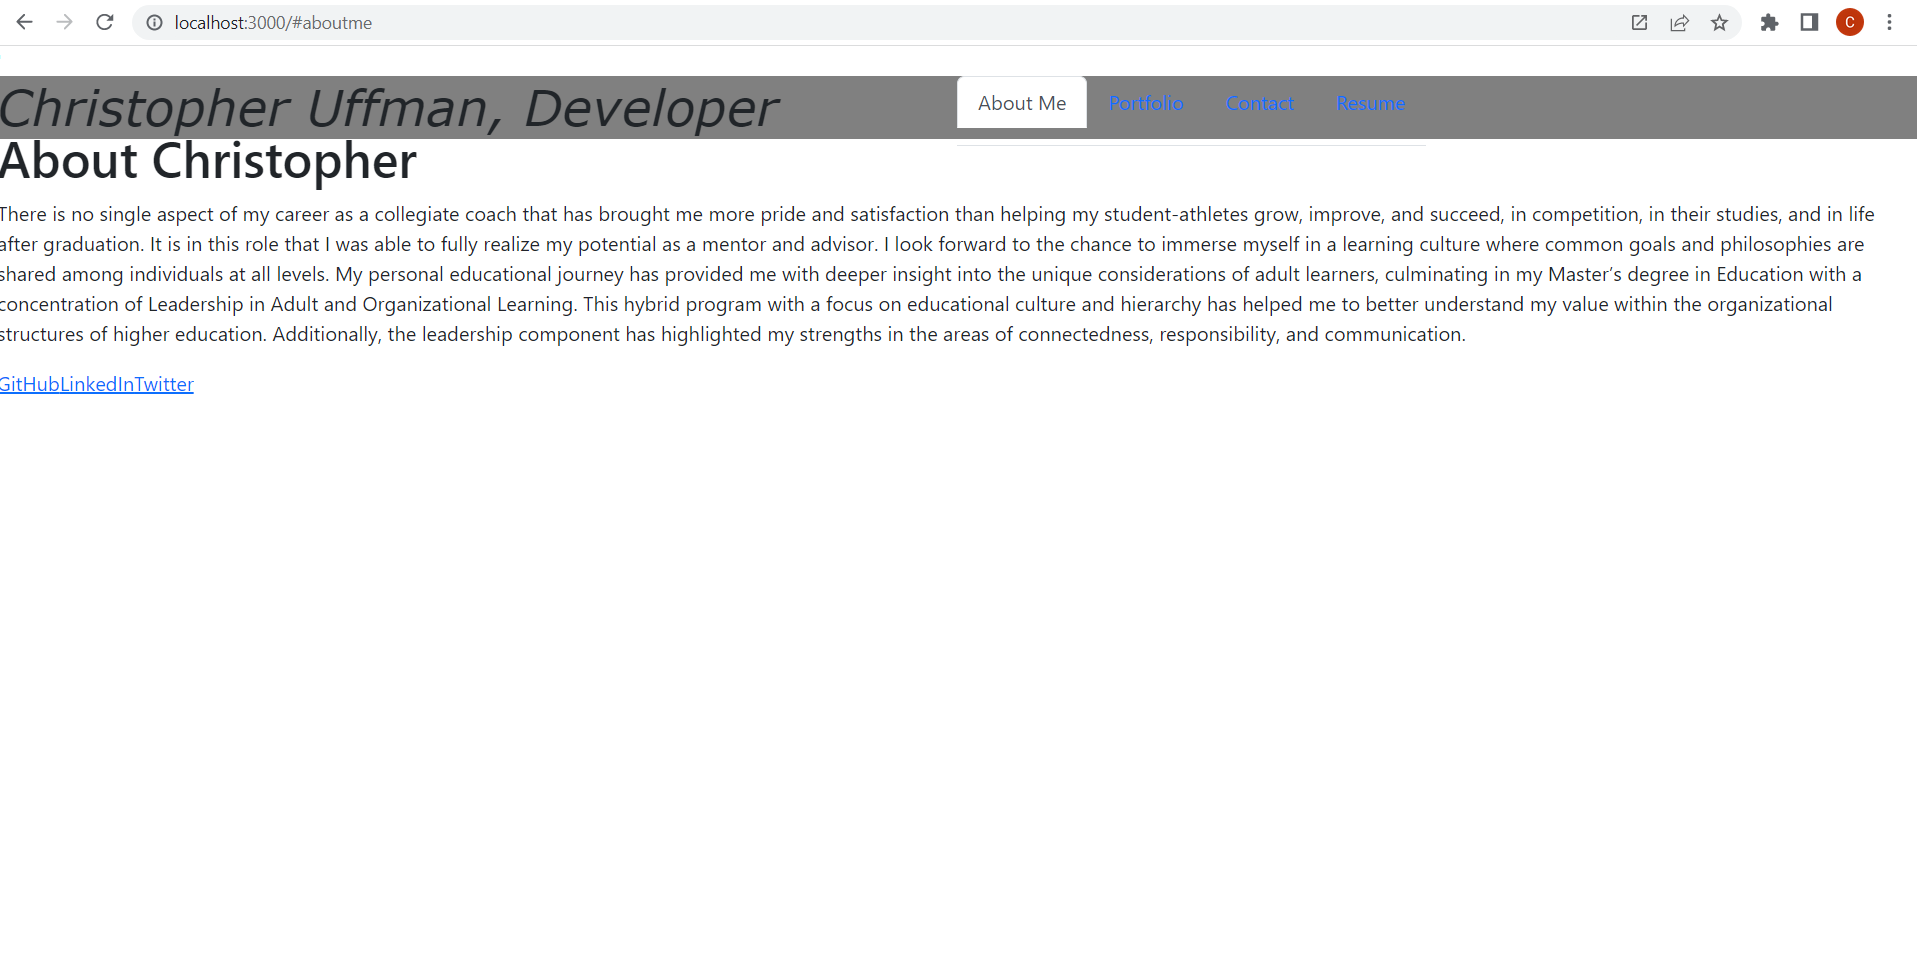 localhost:3000/#aboutme
C
Christopher Uffman, Developer
About Me Portfolio Contact Resume
About Christopher
There is no single aspect of my career as a collegiate coach that has brought me more pride and satisfaction than helping my student-athletes grow, improve, and succeed, in competition, in their studies, and in life
after graduation. It is in this role that I was able to fully realize my potential as a mentor and advisor. I look forward to the chance to immerse myself in a learning culture where common goals and philosophies are
shared among individuals at all levels. My personal educational journey has provided me with deeper insight into the unique considerations of adult learners, culminating in my Master’s degree in Education with a
concentration of Leadership in Adult and Organizational Learning. This hybrid program with a focus on educational culture and hierarchy has helped me to better understand my value within the organizational
structures of higher education. Additionally, the leadership component has highlighted my strengths in the areas of connectedness, responsibility, and communication.
GitHubLinkedInTwitter